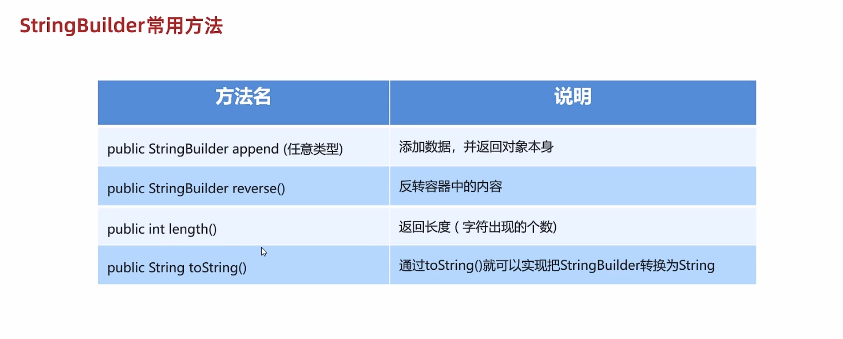 StringBuilder常用方法
方法名 说明
public StringBuilder append (任意类型) 添加数据，并返回对象本身
public StringBuilder reverse() 反转容器中的内容
public int length() 返回长度 ( 字符出现的个数)
public String toString() 通过toString()就可以实现把StringBuilder转换为String